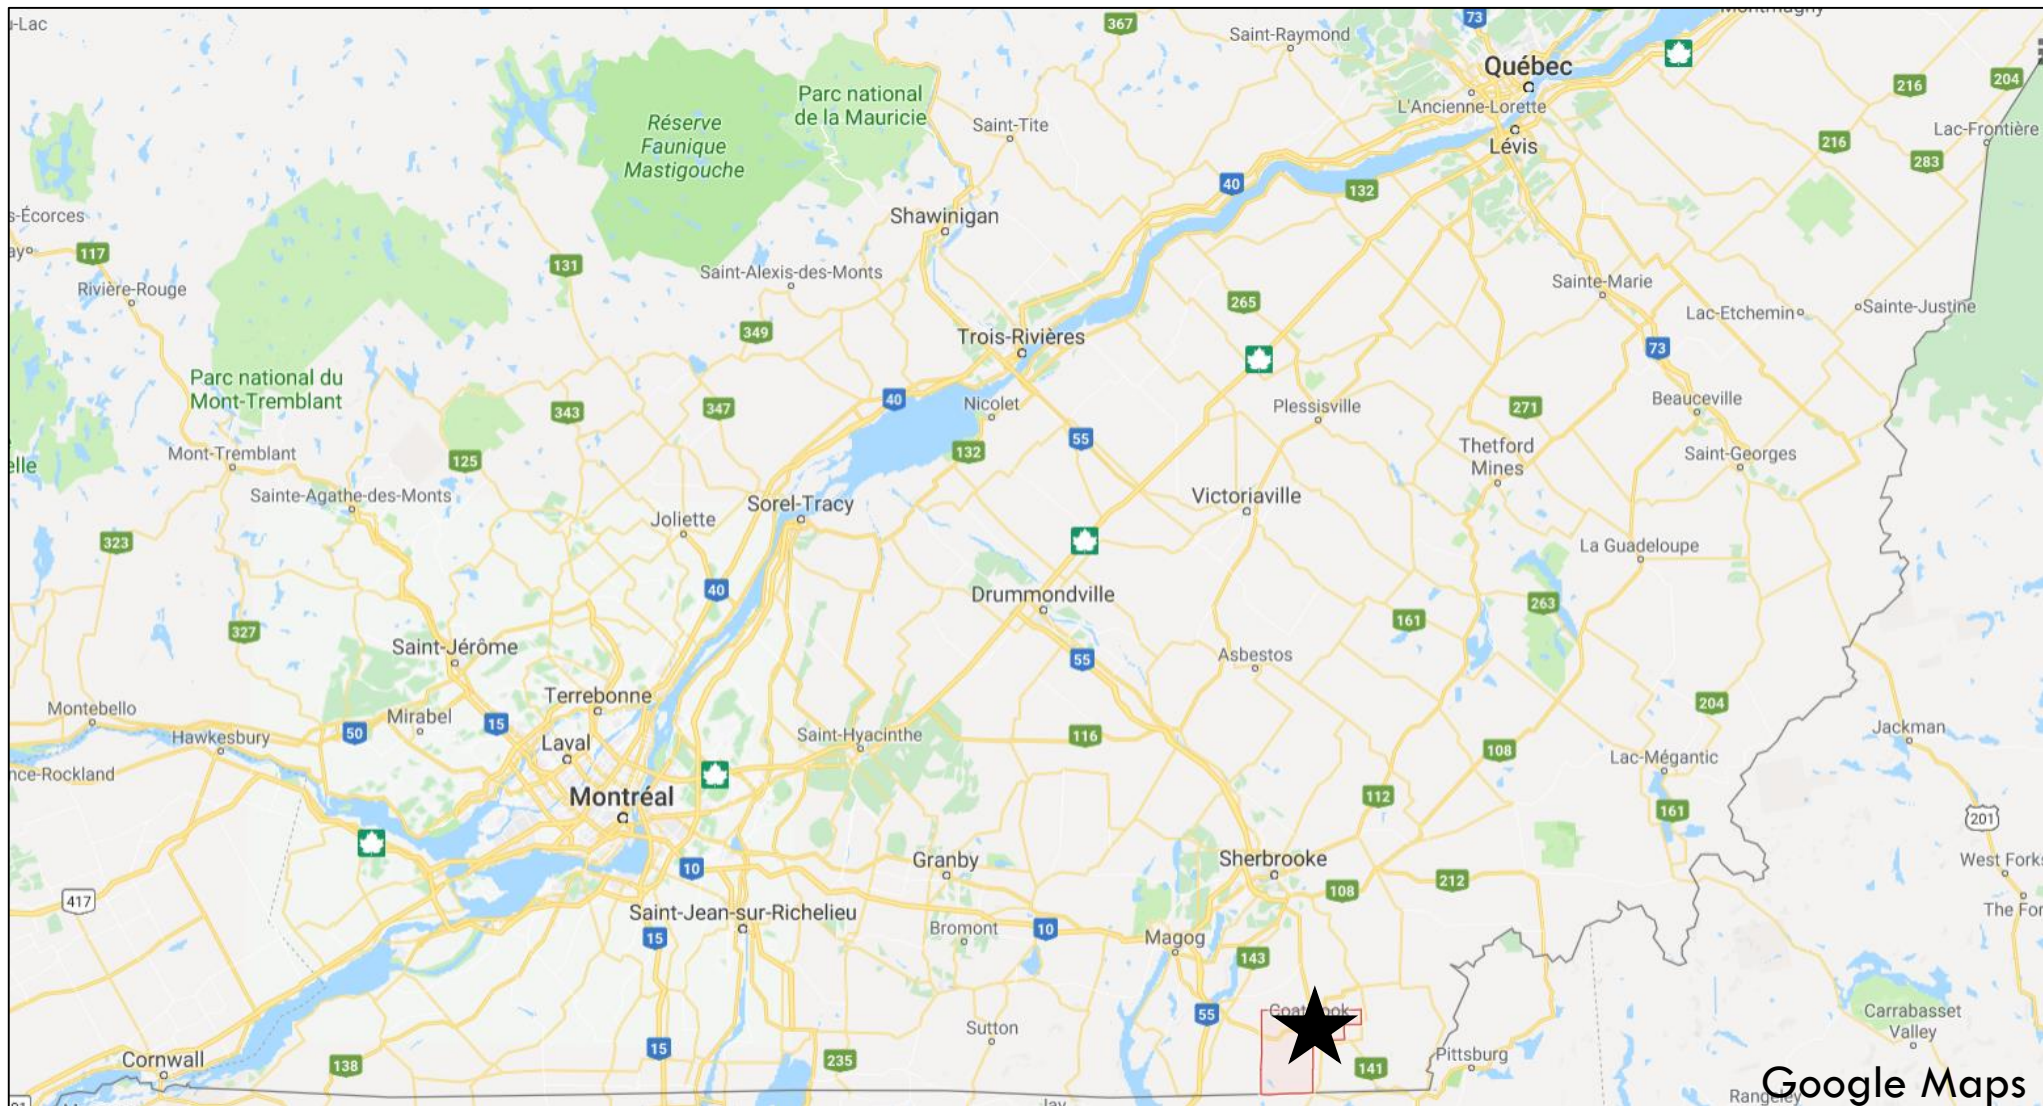 367
73
Saint-Raymond
Québec
L'Ancienne-Lorette
Lévis
216
204
Lac-Frontière
216
283
Parc national
de la Mauricie
Réserve
Faunique
Mastigouche
Saint-Tite
40
132
Shawinigan
117
Rivière-Rouge
131
Saint-Alexis-des-Monts
265
Sainte-Marie
Lac-Etchemin
Sainte-Justine
349
Trois-Rivières
73
Parc national du
Mont-Tremblant
343
347
40
Nicolet
Plessisville
271
Beauceville
132
55
Thetford
Mines
Saint-Georges
Mont-Tremblant
125
Sainte-Agathe-des-Monts
Joliette
Sorel-Tracy
Victoriaville
323
La Guadeloupe
40
Drummondville
263
161
327
Saint-Jérôme
55
Asbestos
Terrebonne
204
Montebello
Mirabel
15
50
Hawkesbury
Laval
Saint-Hyacinthe
116
108
Jackman
Lac-Mégantic
nce-Rockland
Montréal
112
161
201
10
Granby
Sherbrooke
108
212
417
Saint-Jean-sur-Richelieu
15
Bromont
10
Magog
143
55
Sutton
Carrabasset
Valley
Cornwall
138
15
235
141
Pittsburg
Google Maps